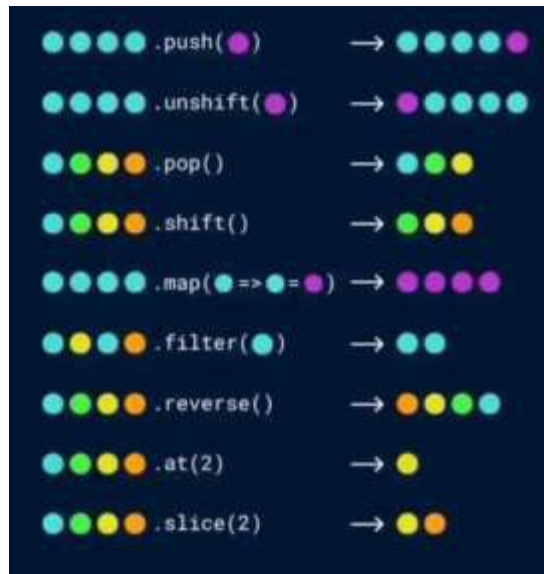 .push( )
.unshift( )
.pop()
.shift()
.map( => = )
.filter( )
.reverse()
.at(2)
.slice(2)